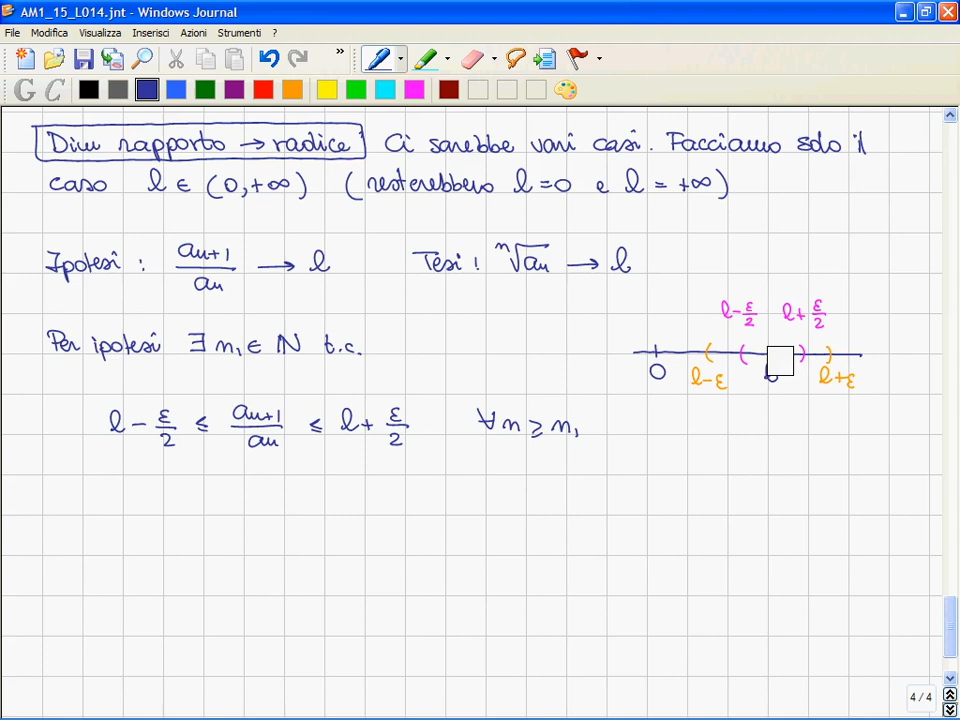 AM1_15_L014.jnt - Windows Journal
File Modifica Visualizza Inserisci Azioni Strumenti ?
Dim rapporto → radice Ci sarebbe vari casi. Facciamo solo il
caso l ∈ (0,+∞) (resterebbero l=0 e l=+∞)
Ipotesi: an+1/an → l Tesi: ⁿ√an → l
l-ε/2 l+ε/2
Per ipotesi ∃ n₁ ∈ ℕ t.c.
0 l-ε l+ε
l - ε/2 ≤ an+1/an ≤ l + ε/2 ∀ n ≥ n₁
4 / 4